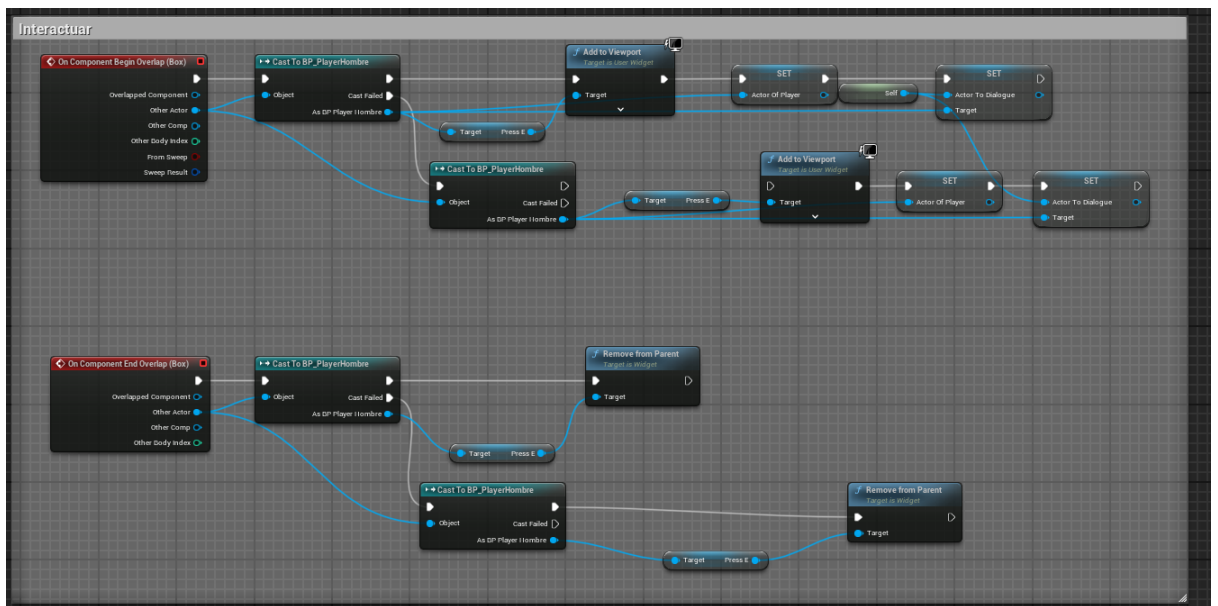 Interactuar
On Component Begin Overlap (Box)
Overlapped Component
Other Actor
Other Comp
Other Body Index
From Sweep
Sweep Result
Cast To BP_PlayerHombre
Object
Cast Failed
As BP Player Hombre
Target Press E
Add to Viewport
Target is User Widget
Target
SET
Actor Of Player
Self
SET
Actor To Dialogue
Target
Cast To BP_PlayerHombre
Object
Cast Failed
As BP Player Hombre
Target Press E
Add to Viewport
Target is User Widget
Target
SET
Actor Of Player
SET
Actor To Dialogue
Target
On Component End Overlap (Box)
Overlapped Component
Other Actor
Other Comp
Other Body Index
Cast To BP_PlayerHombre
Object
Cast Failed
As BP Player Hombre
Target Press E
Remove from Parent
Target is Widget
Target
Cast To BP_PlayerHombre
Object
Cast Failed
As BP Player Hombre
Target Press E
Remove from Parent
Target is Widget
Target